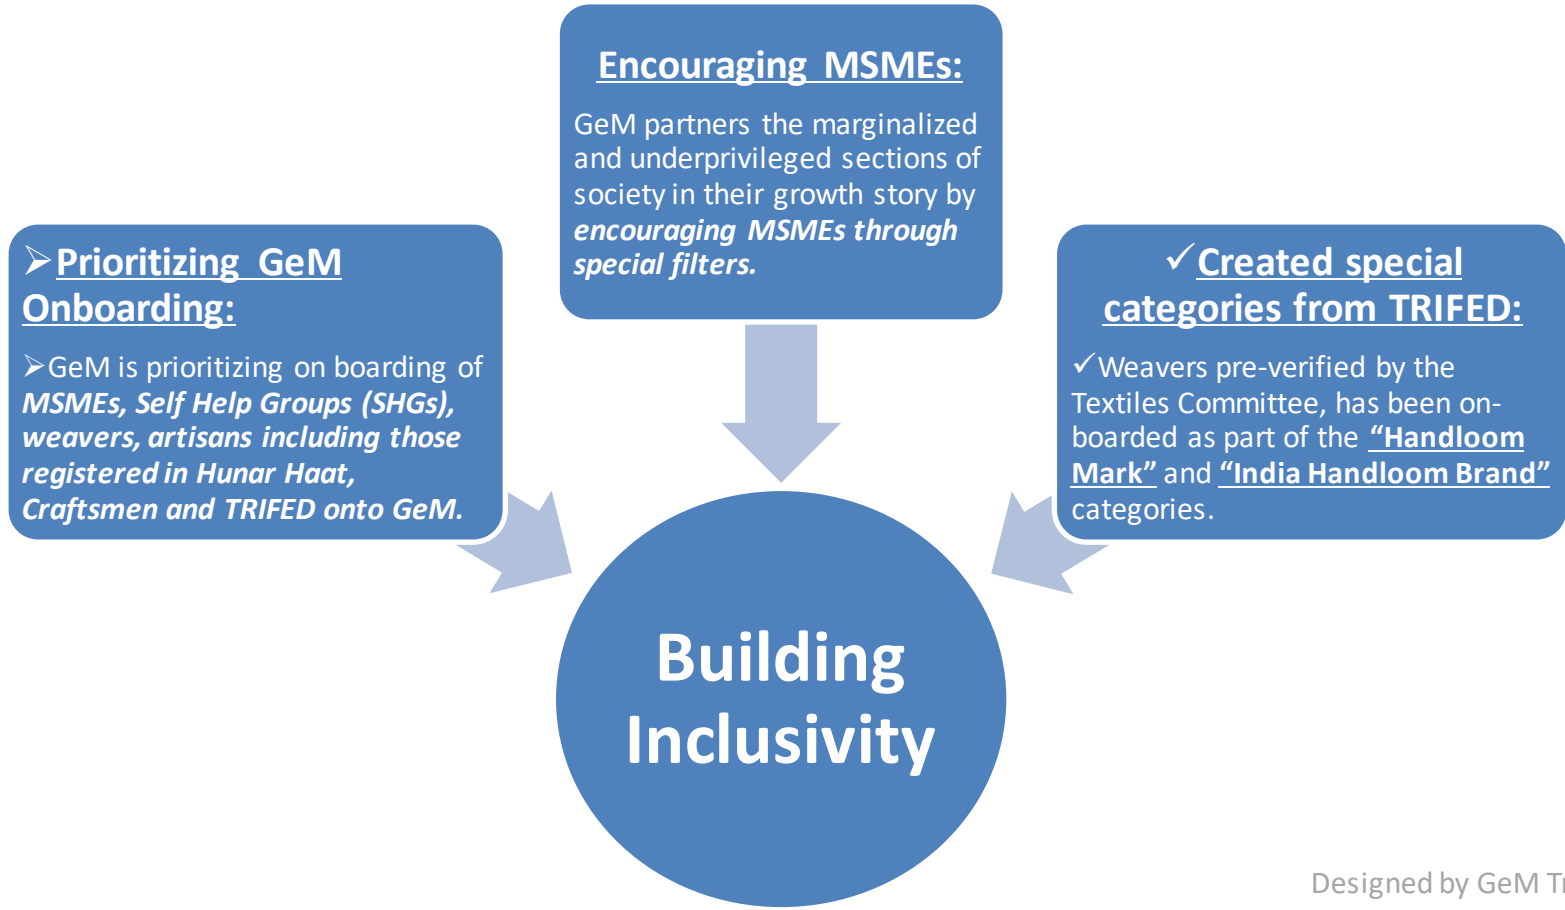 Encouraging MSMEs:
GeM partners the marginalized
and underprivileged sections of
society in their growth story by
encouraging MSMEs through
special filters.
➢Prioritizing GeM
Onboarding:
➢GeM is prioritizing on boarding of
MSMEs, Self Help Groups (SHGs),
weavers, artisans including those
registered in Hunar Haat,
Craftsmen and TRIFED onto GeM.
✓Created special
categories from TRIFED:
✓Weavers pre-verified by the
Textiles Committee, has been on-
boarded as part of the “Handloom
Mark” and “India Handloom Brand”
categories.
Building
Inclusivity
Designed by GeM